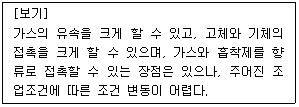 [보기]
가스의 유속을 크게 할 수 있고, 고체와 기체의
접촉을 크게 할 수 있으며, 가스와 흡착제를 향
류로 접촉할 수 있는 장점은 있으나, 주어진 조
업조건에 따른 조건 변동이 어렵다.